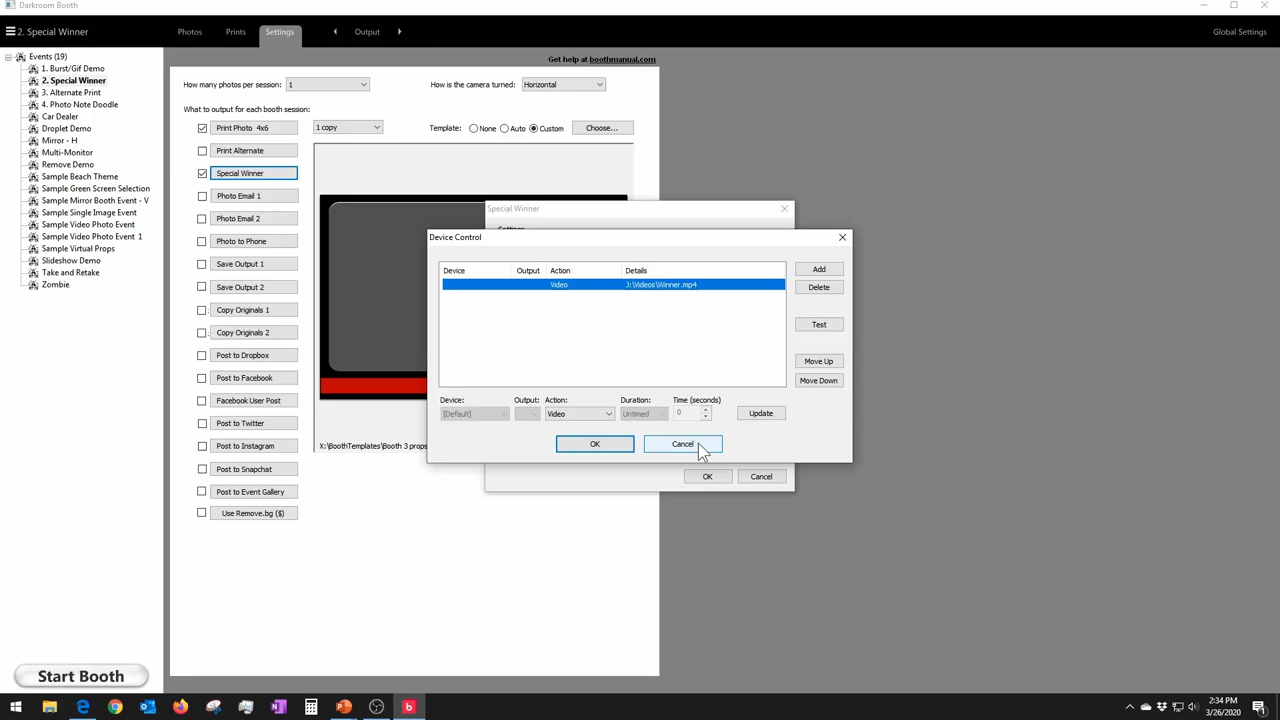 Darkroom Booth
2. Special Winner
Photos
Prints
Settings
Output
Global Settings
Events (19)
1. Burst/Gif Demo
2. Special Winner
3. Alternate Print
4. Photo Note Doodle
Car Dealer
Droplet Demo
Mirror - H
Multi-Monitor
Remove Demo
Sample Beach Theme
Sample Green Screen Selection
Sample Mirror Booth Event - V
Sample Single Image Event
Sample Video Photo Event
Sample Video Photo Event 1
Sample Virtual Props
Slideshow Demo
Take and Retake
Zombie
Start Booth
Get help at boothmanual.com
How many photos per session: 1
How is the camera turned: Horizontal
What to output for each booth session:
Print Photo 4x6
1 copy
Template: None Auto Custom Choose...
Print Alternate
Special Winner
Photo Email 1
Photo Email 2
Photo to Phone
Save Output 1
Save Output 2
Copy Originals 1
Copy Originals 2
Post to Dropbox
Post to Facebook
Facebook User Post
Post to Twitter
Post to Instagram
Post to Snapchat
Post to Event Gallery
Use Remove.bg ($)
X:\BoothTemplates\Booth 3 props
Special Winner
Device Control
Device Output Action Details
Video J:\Videos\Winner.mp4
Add
Delete
Test
Move Up
Move Down
Device: Output: Action: Duration: Time (seconds)
[Default] Video Untimed 0 Update
OK Cancel
OK Cancel
2:34 PM
3/26/2020